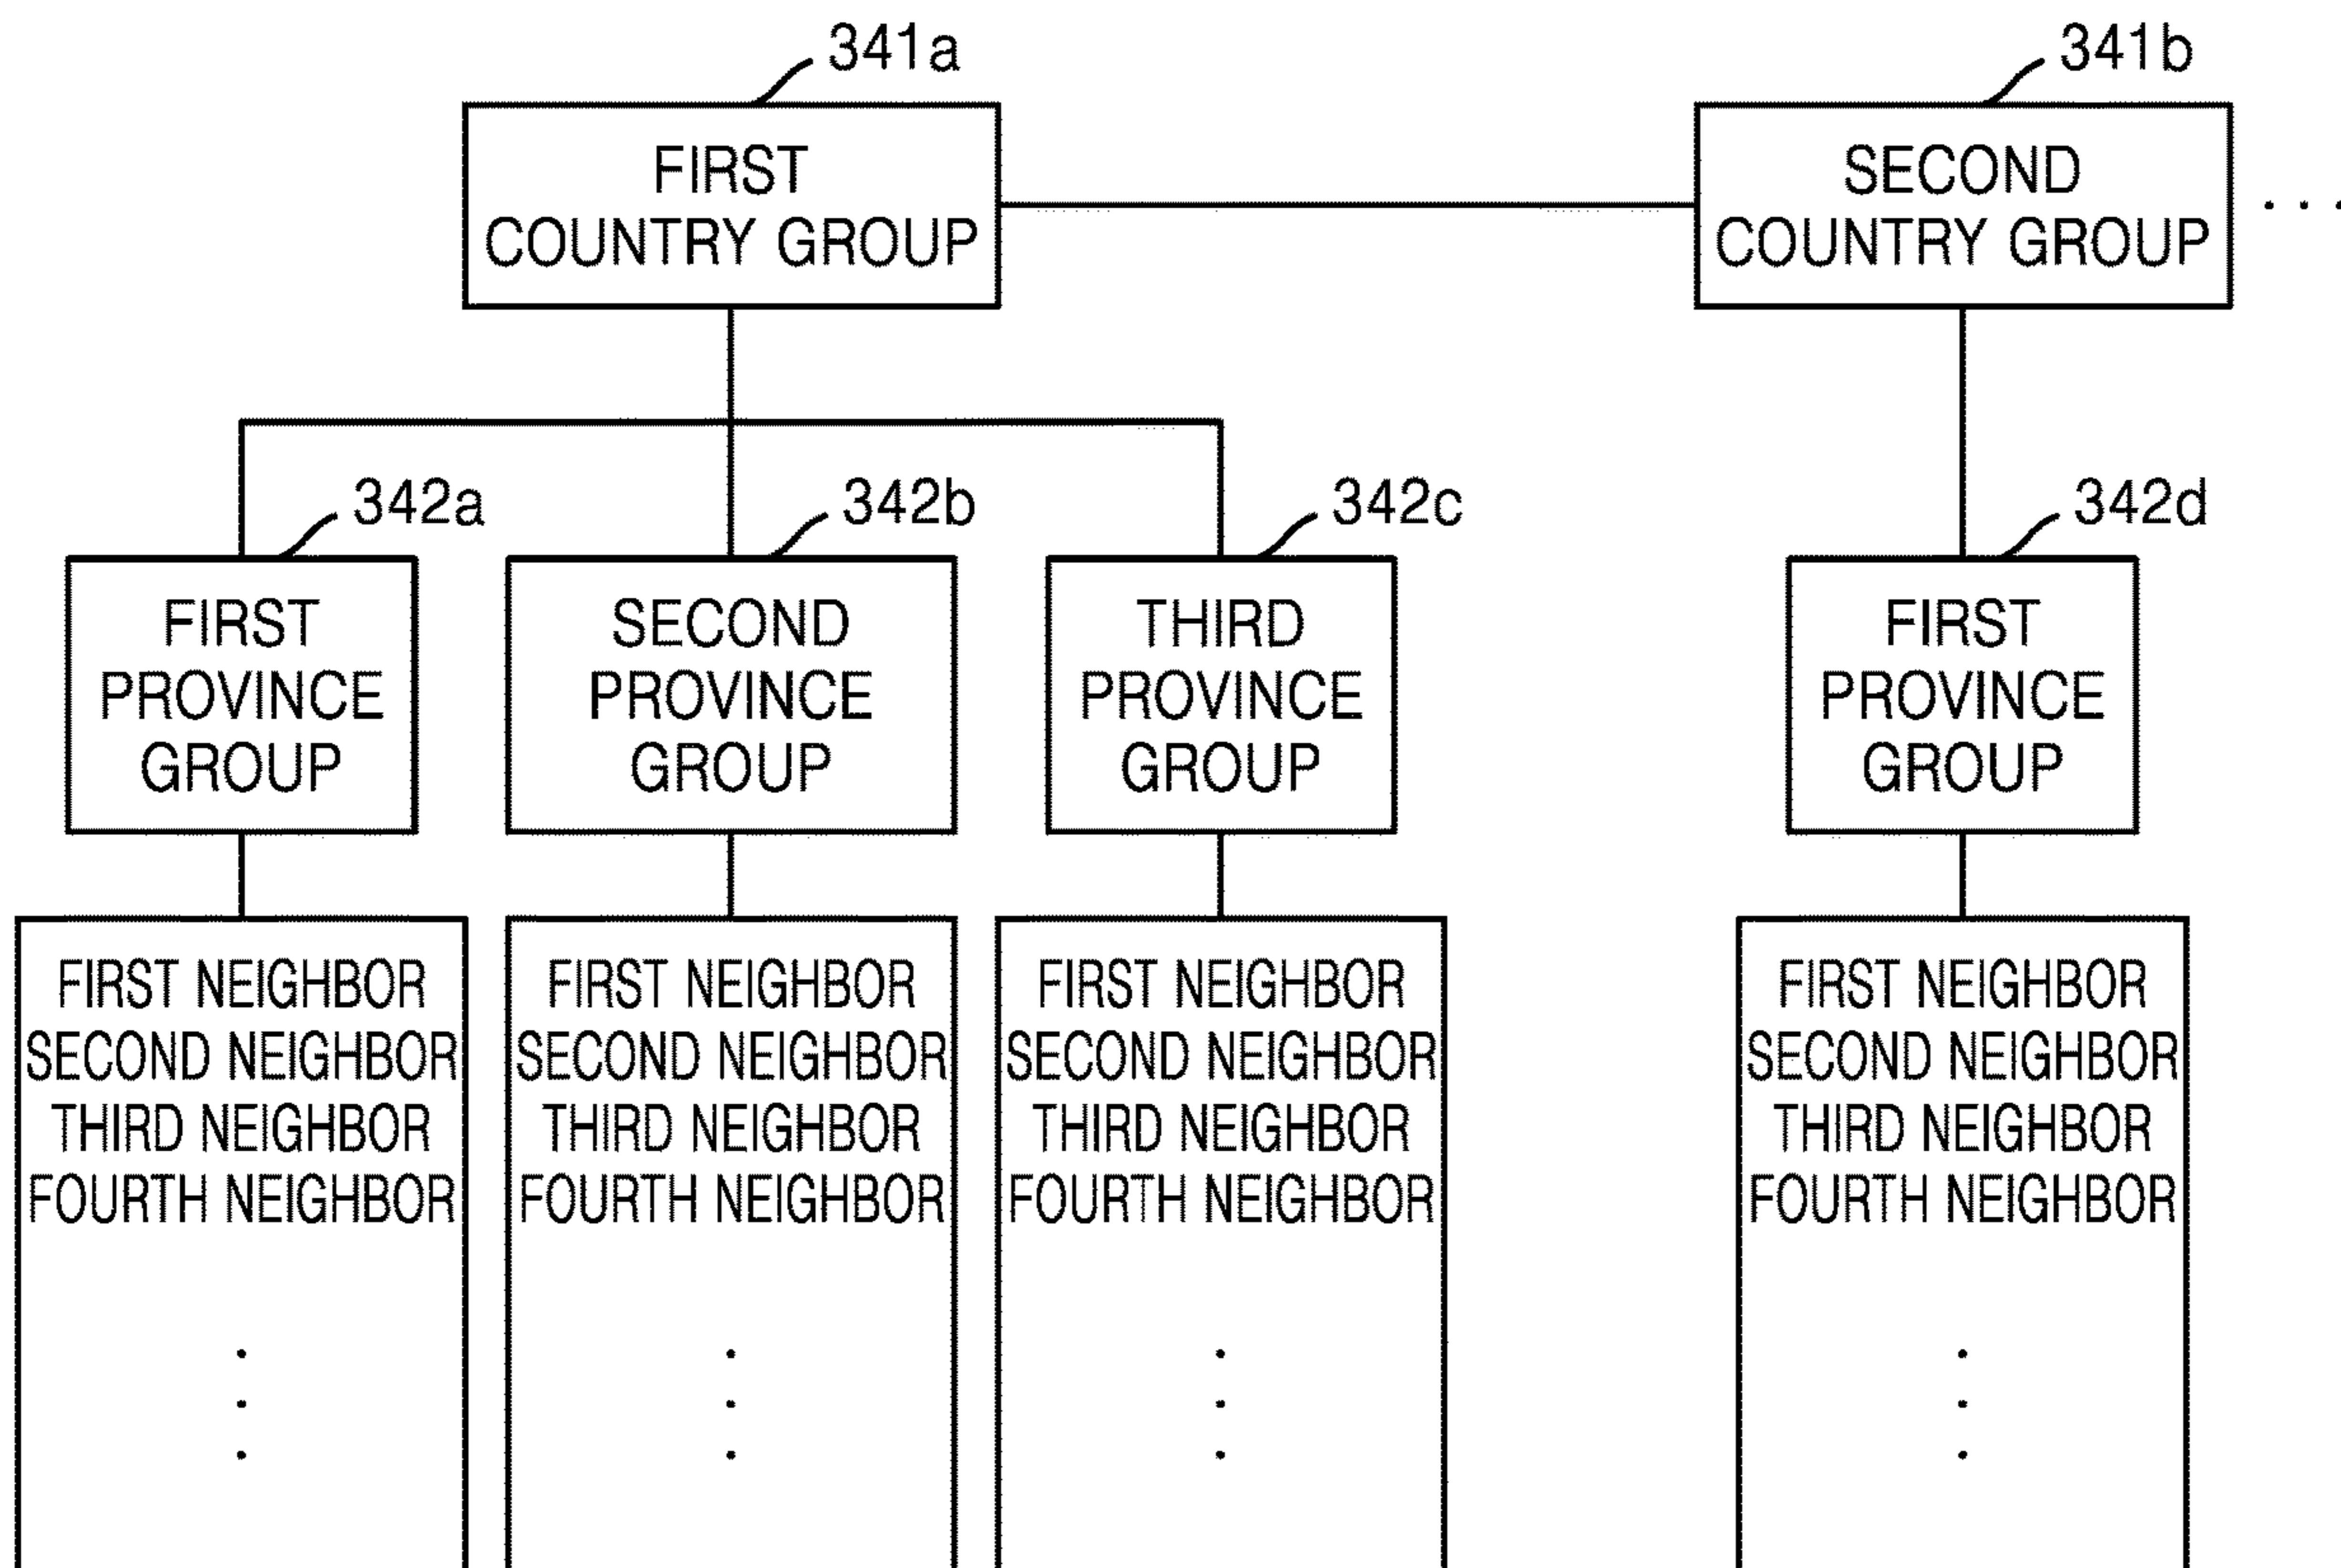 341a
341b
FIRST
COUNTRY GROUP
SECOND
COUNTRY GROUP
. . .
342a
342b
342c
342d
FIRST
PROVINCE
GROUP
SECOND
PROVINCE
GROUP
THIRD
PROVINCE
GROUP
FIRST
PROVINCE
GROUP
FIRST NEIGHBOR
SECOND NEIGHBOR
THIRD NEIGHBOR
FOURTH NEIGHBOR
.
.
.
FIRST NEIGHBOR
SECOND NEIGHBOR
THIRD NEIGHBOR
FOURTH NEIGHBOR
.
.
.
FIRST NEIGHBOR
SECOND NEIGHBOR
THIRD NEIGHBOR
FOURTH NEIGHBOR
.
.
.
FIRST NEIGHBOR
SECOND NEIGHBOR
THIRD NEIGHBOR
FOURTH NEIGHBOR
.
.
.